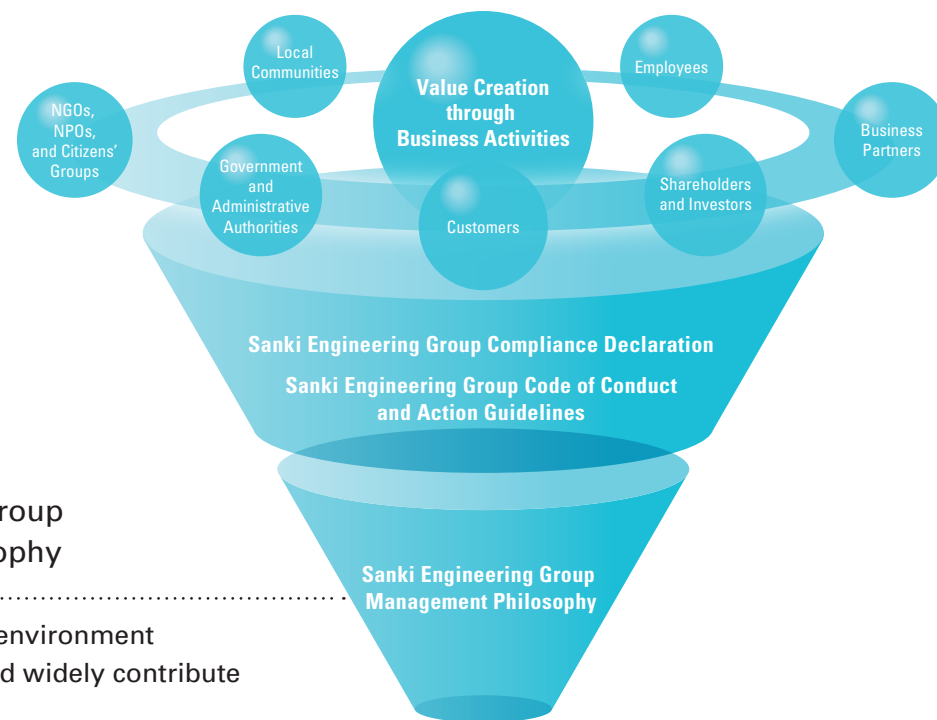 Local
Communities
Employees
Value Creation
through
Business Activities
NGOs,
NPOs,
and Citizens'
Groups
Business
Partners
Government
and
Administrative
Authorities
Shareholders
and Investors
Customers
Sanki Engineering Group Compliance Declaration
Sanki Engineering Group Code of Conduct
and Action Guidelines
roup
ophy
Sanki Engineering Group
Management Philosophy
environment
d widely contribute